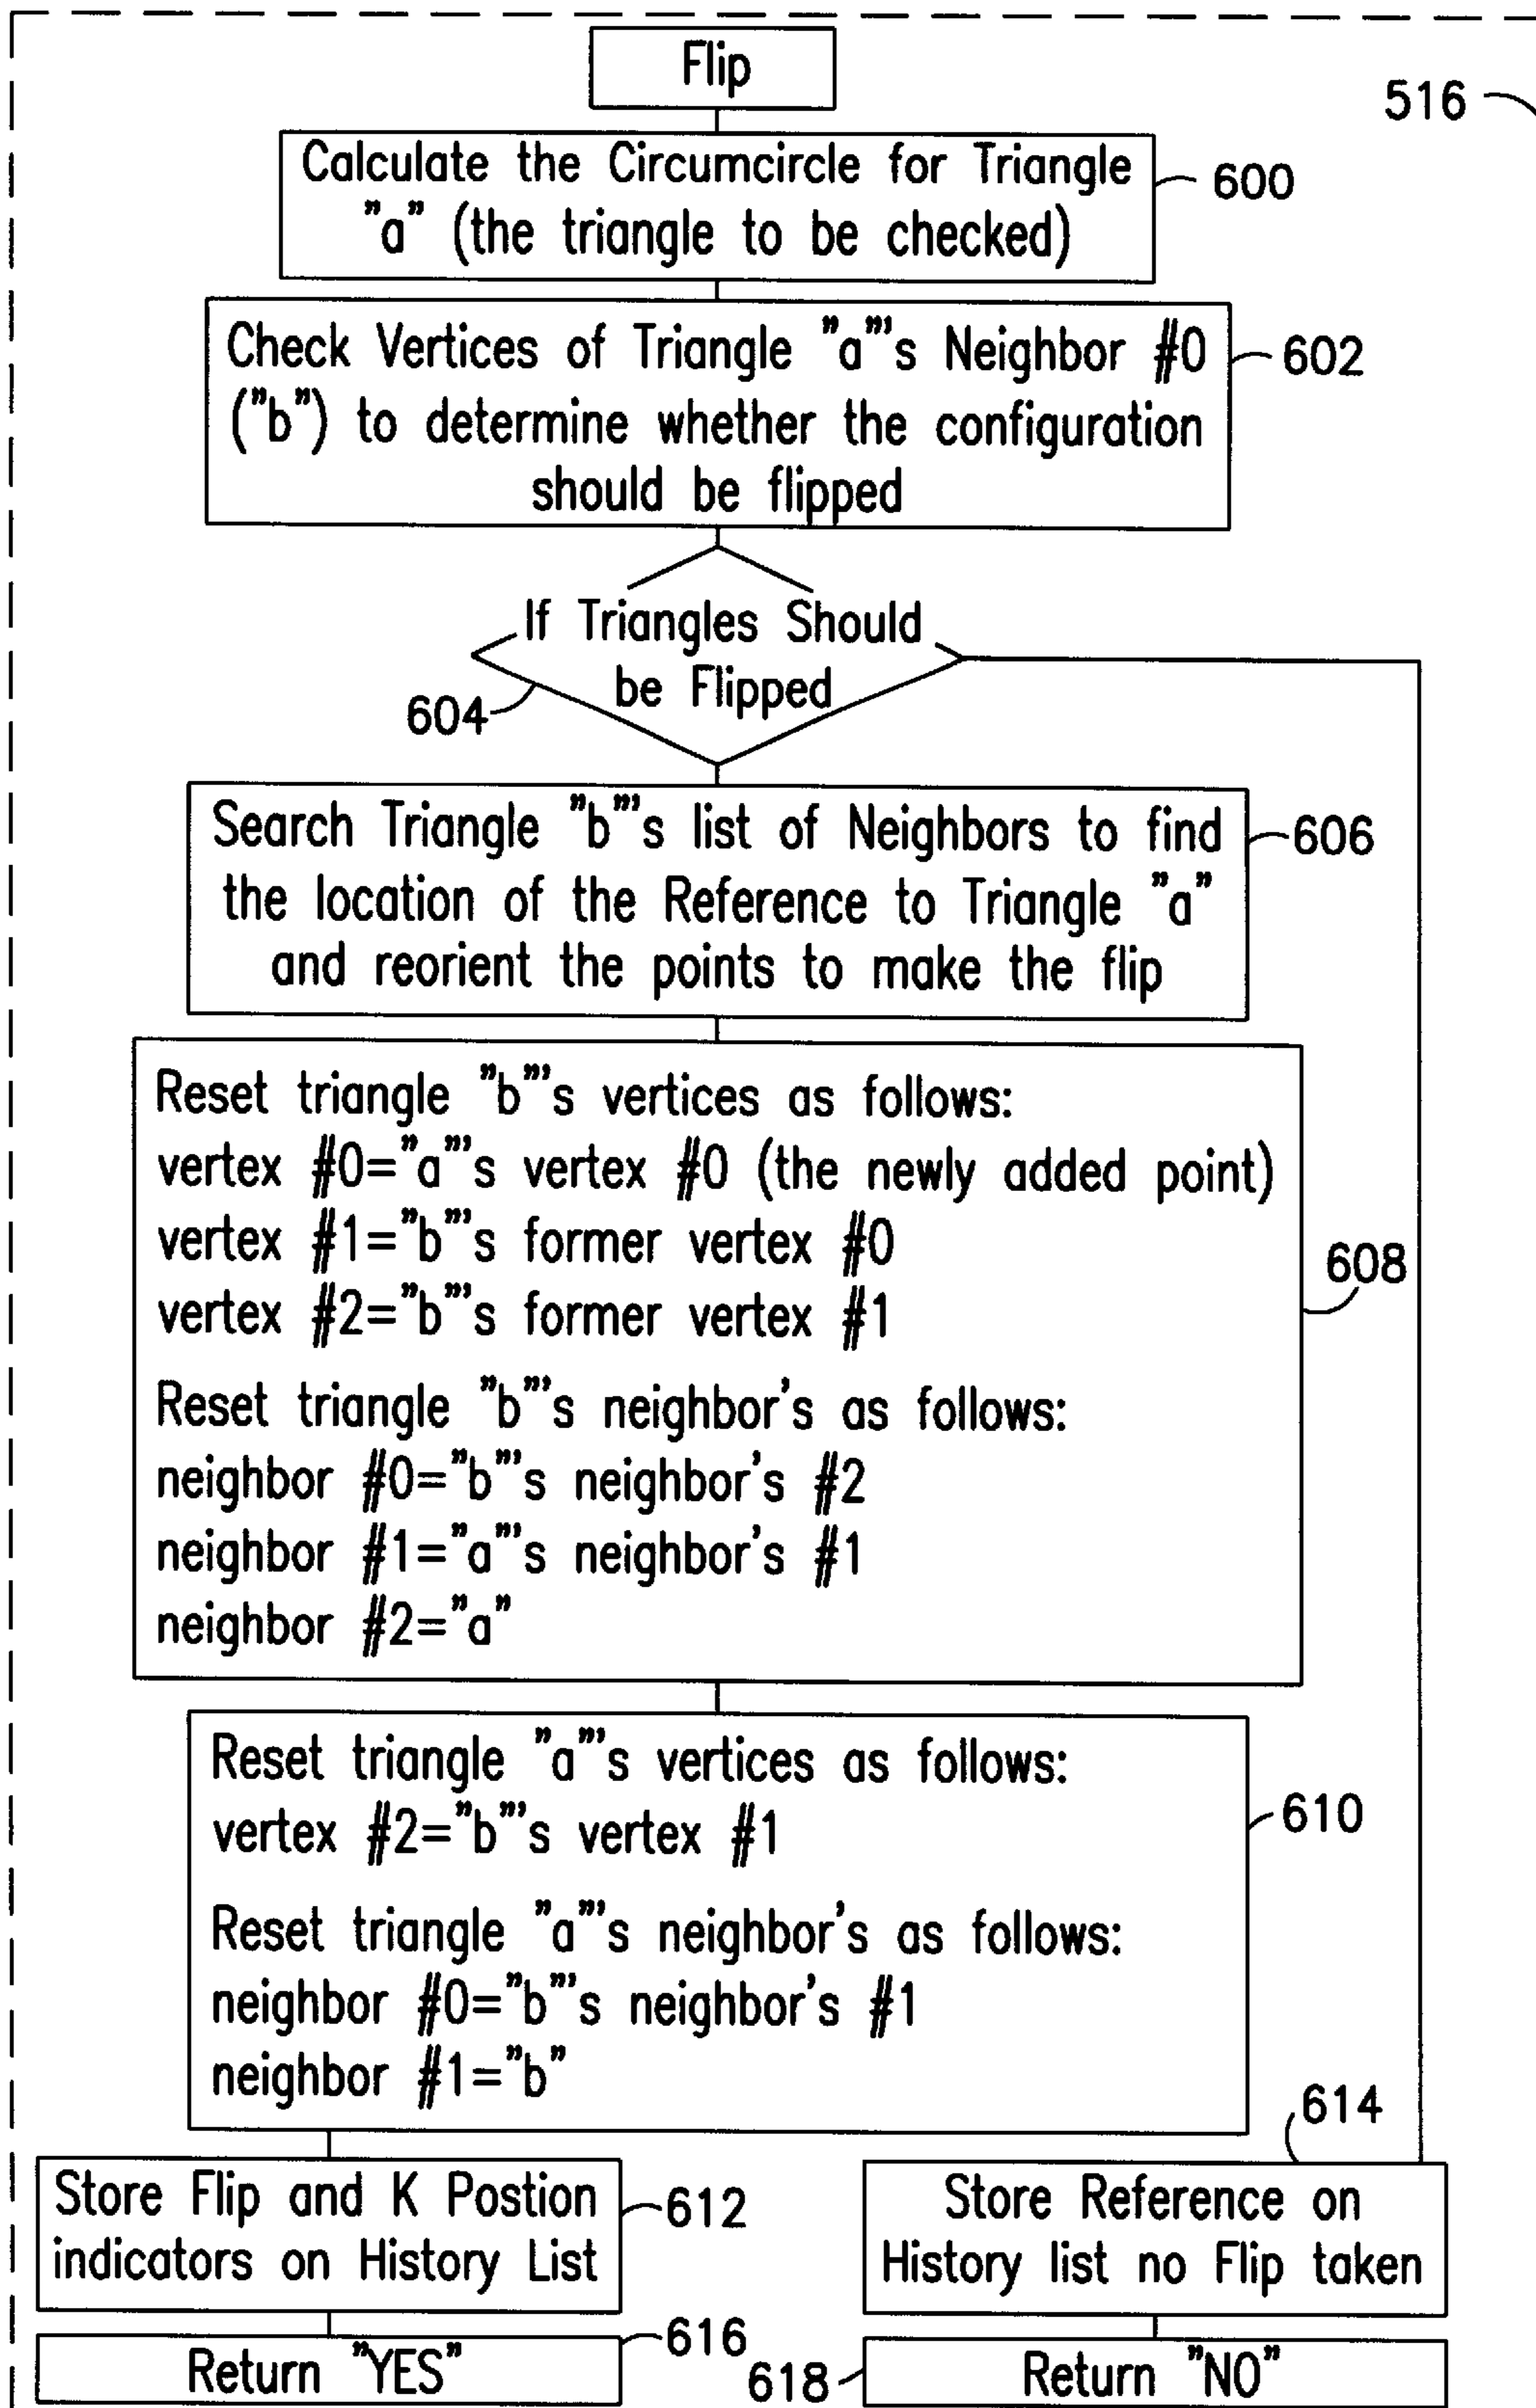 Flip
516
Calculate the Circumcircle for Triangle
"a" (the triangle to be checked)
600
Check Vertices of Triangle "a"'s Neighbor #0
("b") to determine whether the configuration
should be flipped
602
If Triangles Should
be Flipped
604
Search Triangle "b"'s list of Neighbors to find
the location of the Reference to Triangle "a"
and reorient the points to make the flip
606
Reset triangle "b"'s vertices as follows:
vertex #0="a"'s vertex #0 (the newly added point)
vertex #1="b"'s former vertex #0
vertex #2="b"'s former vertex #1
Reset triangle "b"'s neighbor's as follows:
neighbor #0="b"'s neighbor's #2
neighbor #1="a"'s neighbor's #1
neighbor #2="a"
608
Reset triangle "a"'s vertices as follows:
vertex #2="b"'s vertex #1
Reset triangle "a"'s neighbor's as follows:
neighbor #0="b"'s neighbor's #1
neighbor #1="b"
610
Store Flip and K Postion
indicators on History List
612
614
Store Reference on
History list no Flip taken
Return "YES"
616
618
Return "NO"